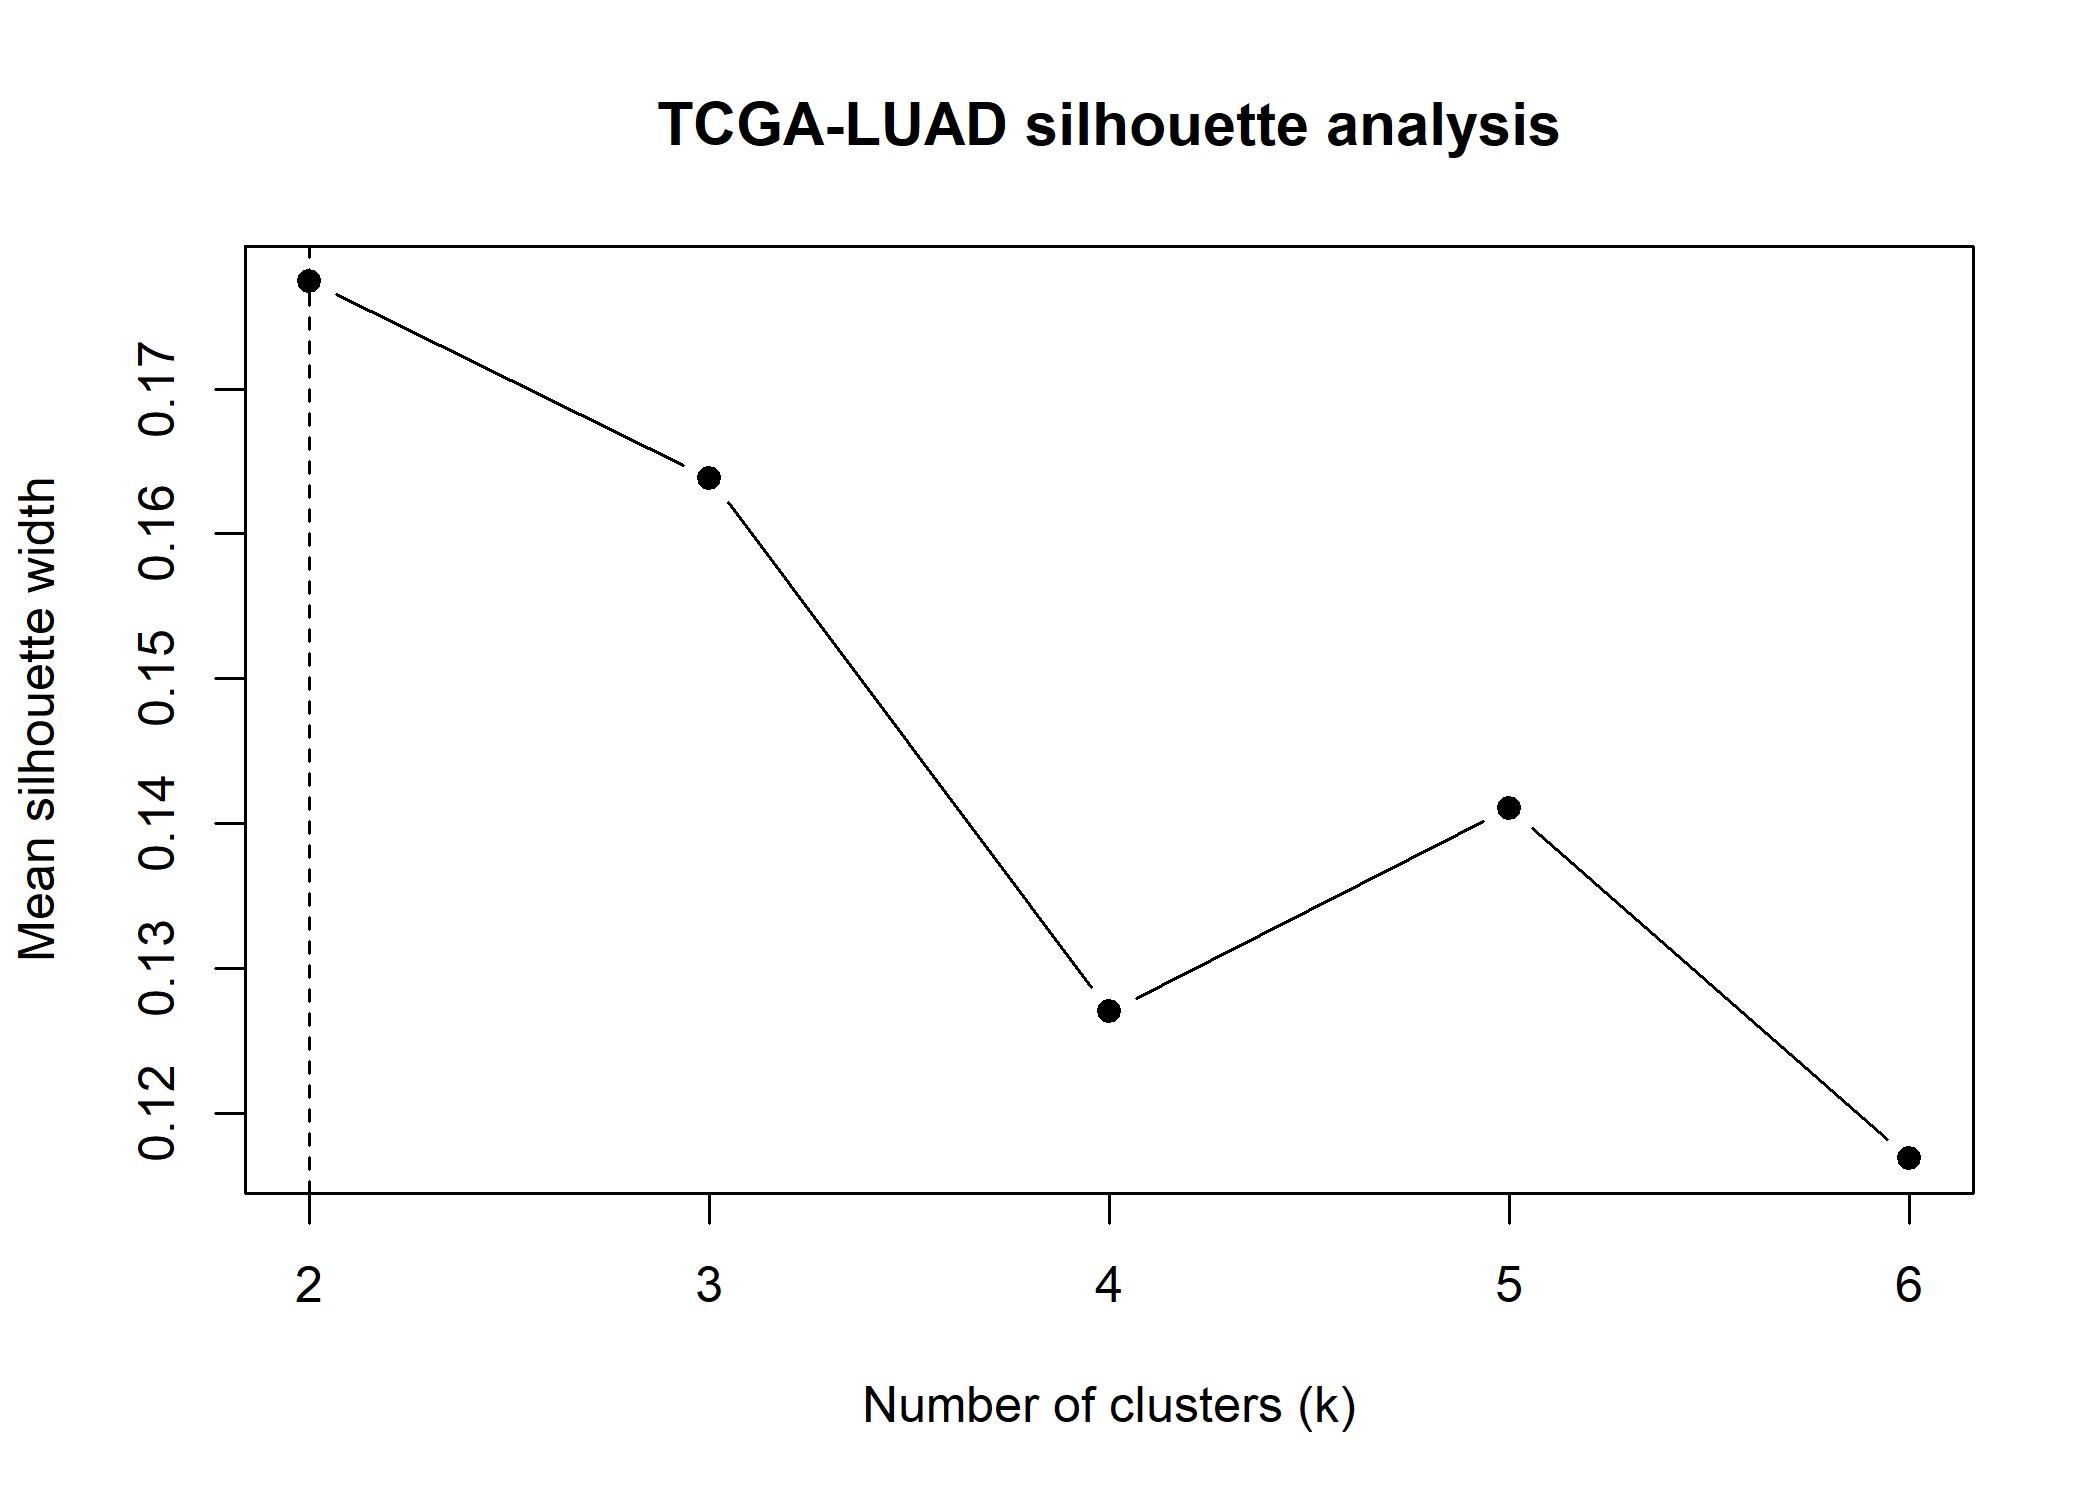 TCGA-LUAD silhouette analysis
Mean silhouette width
0.17
0.16
0.15
0.14
0.13
0.12
2 3 4 5 6
Number of clusters (k)